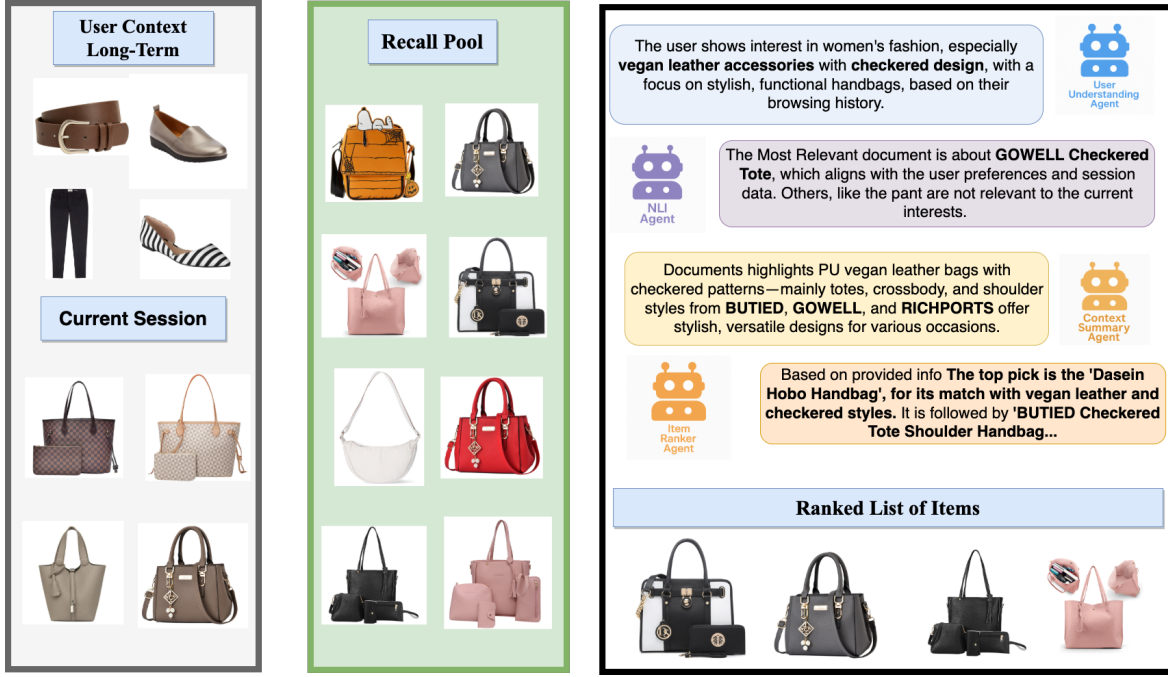 User Context
Long-Term
Current Session
Recall Pool
The user shows interest in women's fashion, especially
vegan leather accessories with checkered design, with a
focus on stylish, functional handbags, based on their
browsing history.
User
Understanding
Agent
NLI
Agent
The Most Relevant document is about GOWELL Checkered
Tote, which aligns with the user preferences and session
data. Others, like the pant are not relevant to the current
interests.
Documents highlights PU vegan leather bags with
checkered patterns—mainly totes, crossbody, and shoulder
styles from BUTIED, GOWELL, and RICHPORTS offer
stylish, versatile designs for various occasions.
Context
Summary
Agent
Item
Ranker
Agent
Based on provided info The top pick is the 'Dasein
Hobo Handbag', for its match with vegan leather and
checkered styles. It is followed by 'BUTIED Checkered
Tote Shoulder Handbag...
Ranked List of Items